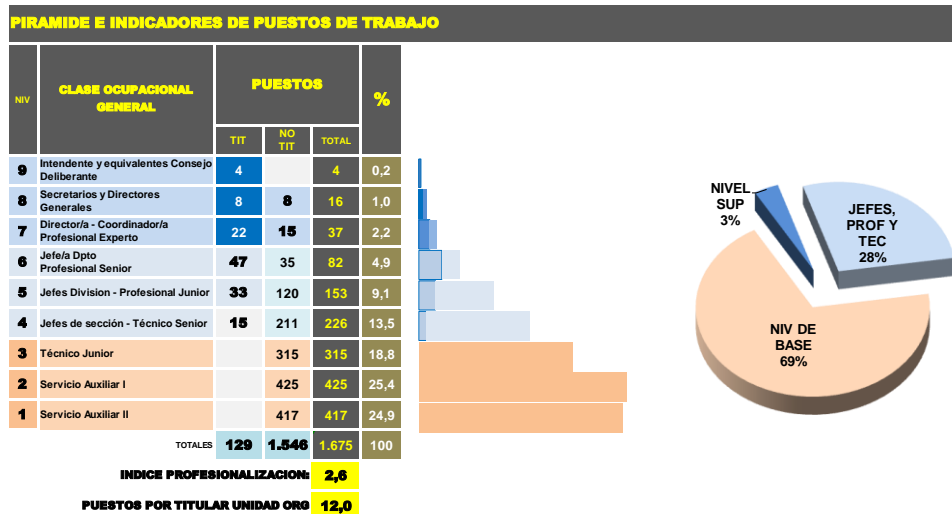 PIRAMIDE E INDICADORES DE PUESTOS DE TRABAJO
NIV
CLASE OCUPACIONAL
GENERAL
PUESTOS
%
TIT
NO
TIT
TOTAL
9 Intendente y equivalentes Consejo
Deliberante 4 4 0,2
8 Secretarios y Directores
Generales 8 8 16 1,0
7 Director/a - Coordinador/a
Profesional Experto 22 15 37 2,2
6 Jefe/a Dpto
Profesional Senior 47 35 82 4,9
5 Jefes Division - Profesional Junior 33 120 153 9,1
4 Jefes de sección - Técnico Senior 15 211 226 13,5
3 Técnico Junior 315 315 18,8
2 Servicio Auxiliar I 425 425 25,4
1 Servicio Auxiliar II 417 417 24,9
TOTALES 129 1.546 1.675 100
INDICE PROFESIONALIZACION: 2,6
PUESTOS POR TITULAR UNIDAD ORG 12,0
NIVEL
SUP
3%
JEFES,
PROF Y
TEC
28%
NIV DE
BASE
69%